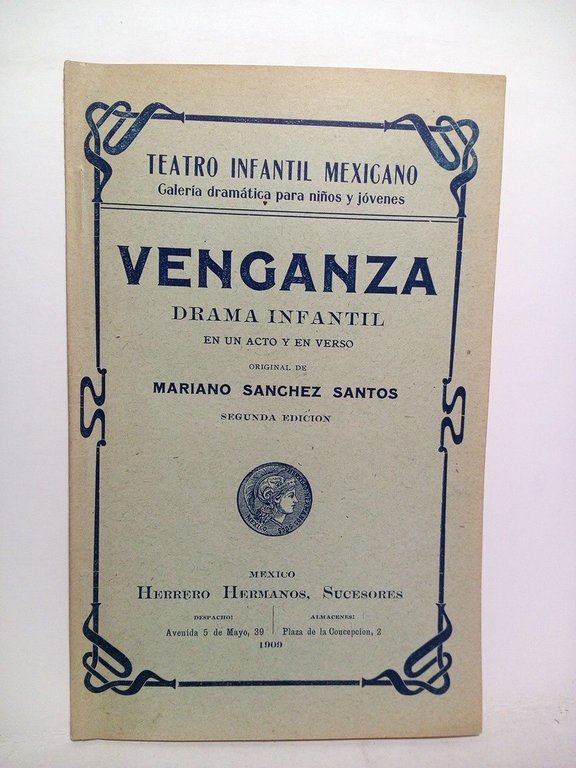 TEATRO INFANTIL MEXICANO
Galería dramática para niños y jóvenes
VENGANZA
DRAMA INFANTIL
EN UN ACTO Y EN VERSO
ORIGINAL DE
MARIANO SANCHEZ SANTOS
SEGUNDA EDICION
MEXICO
MEXICO
HERRERO HERMANOS, SUCESORES
DESPACHO: ALMACENES:
Avenida 5 de Mayo, 39 Plaza de la Concepcion, 2
1909